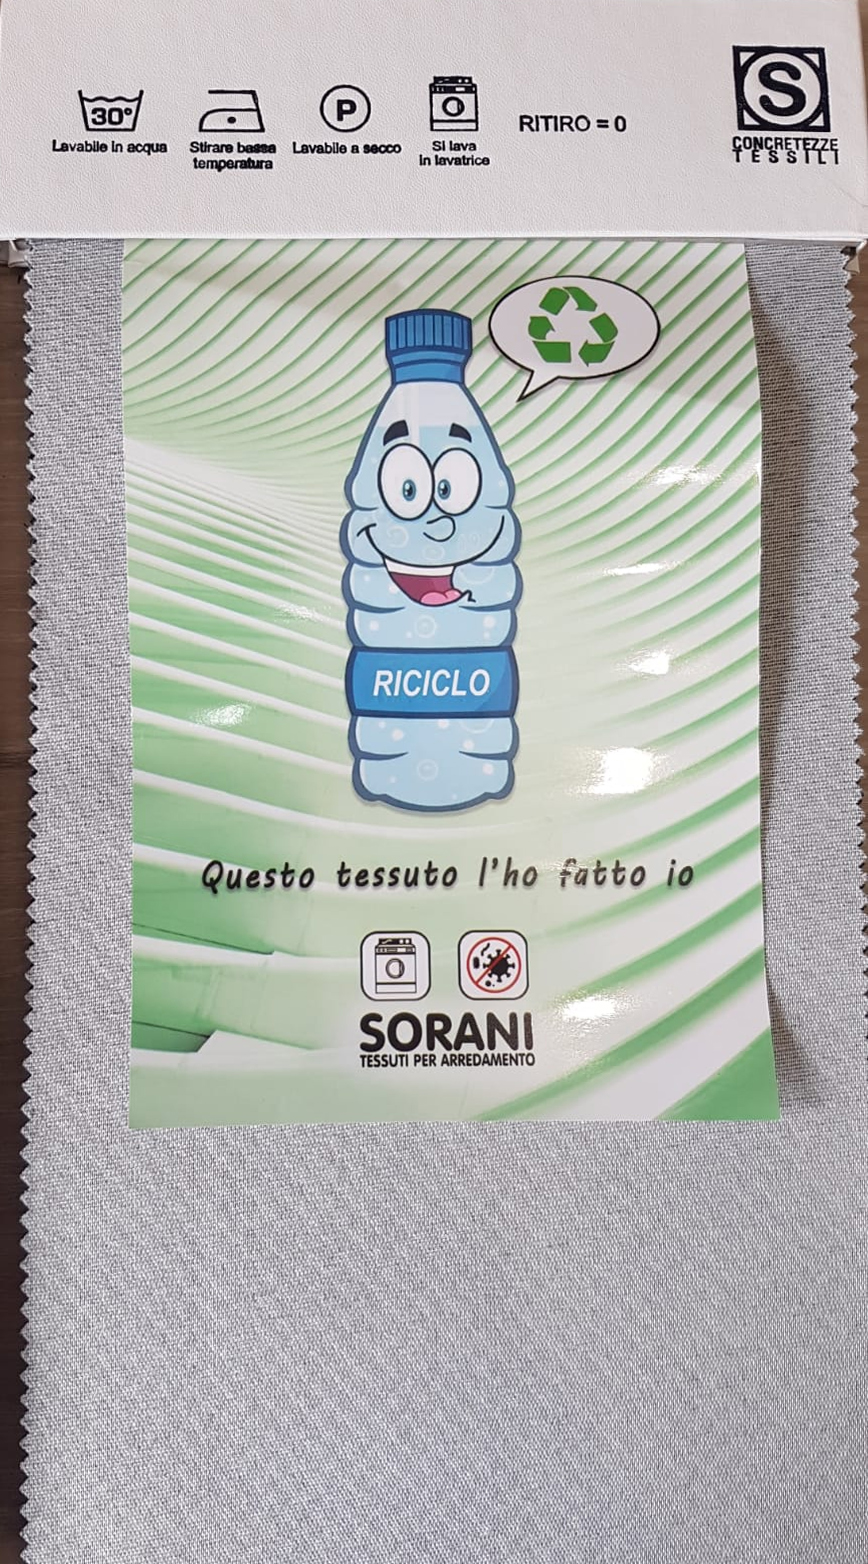 30°
Lavabile in acqua
Stirare bassa
temperatura
P
Lavabile a secco
Si lava
in lavatrice
RITIRO = 0
S
CONCRETEZZE
TESSILI
RICICLO
Questo tessuto l'ho fatto io
SORANI
TESSUTI PER ARREDAMENTO